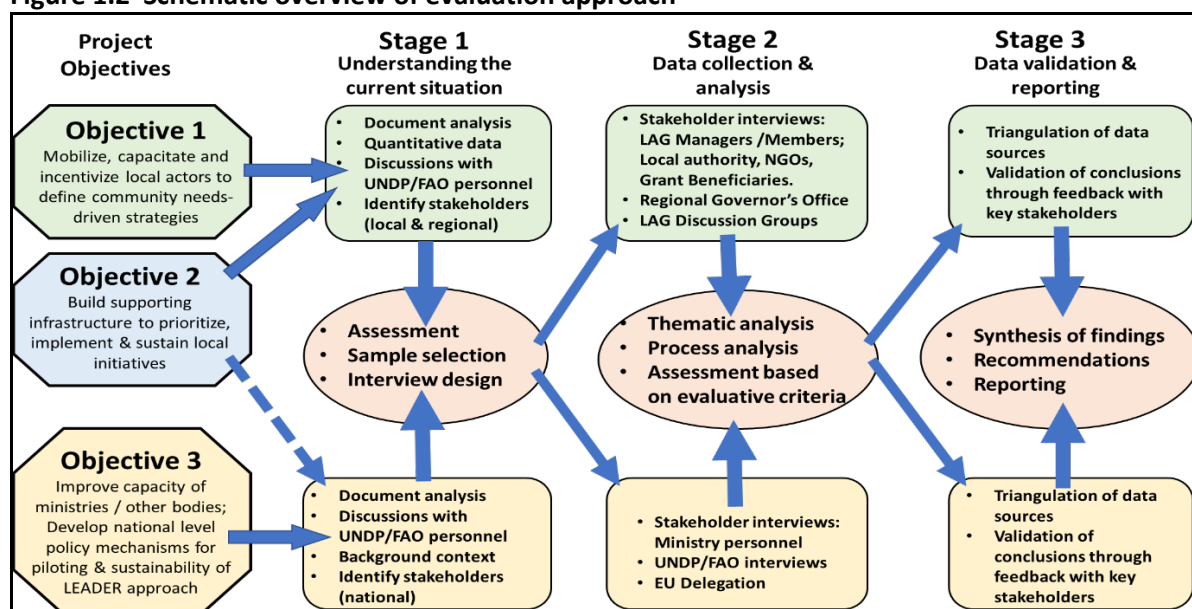 Figure 1.2 Schematic overview of evaluation approach
Project
Objectives
Stage 1
Understanding the
current situation
Stage 2
Data collection &
analysis
Stage 3
Data validation &
reporting
Objective 1
Mobilize, capacitate and
incentivize local actors to
define community needs-
driven strategies
• Document analysis
• Quantitative data
• Discussions with
UNDP/FAO personnel
• Identify stakeholders
(local & regional)
• Stakeholder interviews:
LAG Managers /Members;
Local authority, NGOs,
Grant Beneficiaries.
• Regional Governor's Office
• LAG Discussion Groups
• Triangulation of data
sources
• Validation of conclusions
through feedback with
key stakeholders
Objective 2
Build supporting
infrastructure to prioritize,
implement & sustain local
initiatives
• Assessment
• Sample selection
• Interview design
• Thematic analysis
• Process analysis
• Assessment based
on evaluative criteria
• Synthesis of findings
• Recommendations
• Reporting
Objective 3
Improve capacity of
ministries / other bodies;
Develop national level
policy mechanisms for
piloting & sustainability of
LEADER approach
• Document analysis
• Discussions with
UNDP/FAO personnel
• Background context
• Identify stakeholders
(national)
• Stakeholder interviews:
Ministry personnel
• UNDP/FAO interviews
• EU Delegation
• Triangulation of data
sources
• Validation of
conclusions through
feedback with key
stakeholders